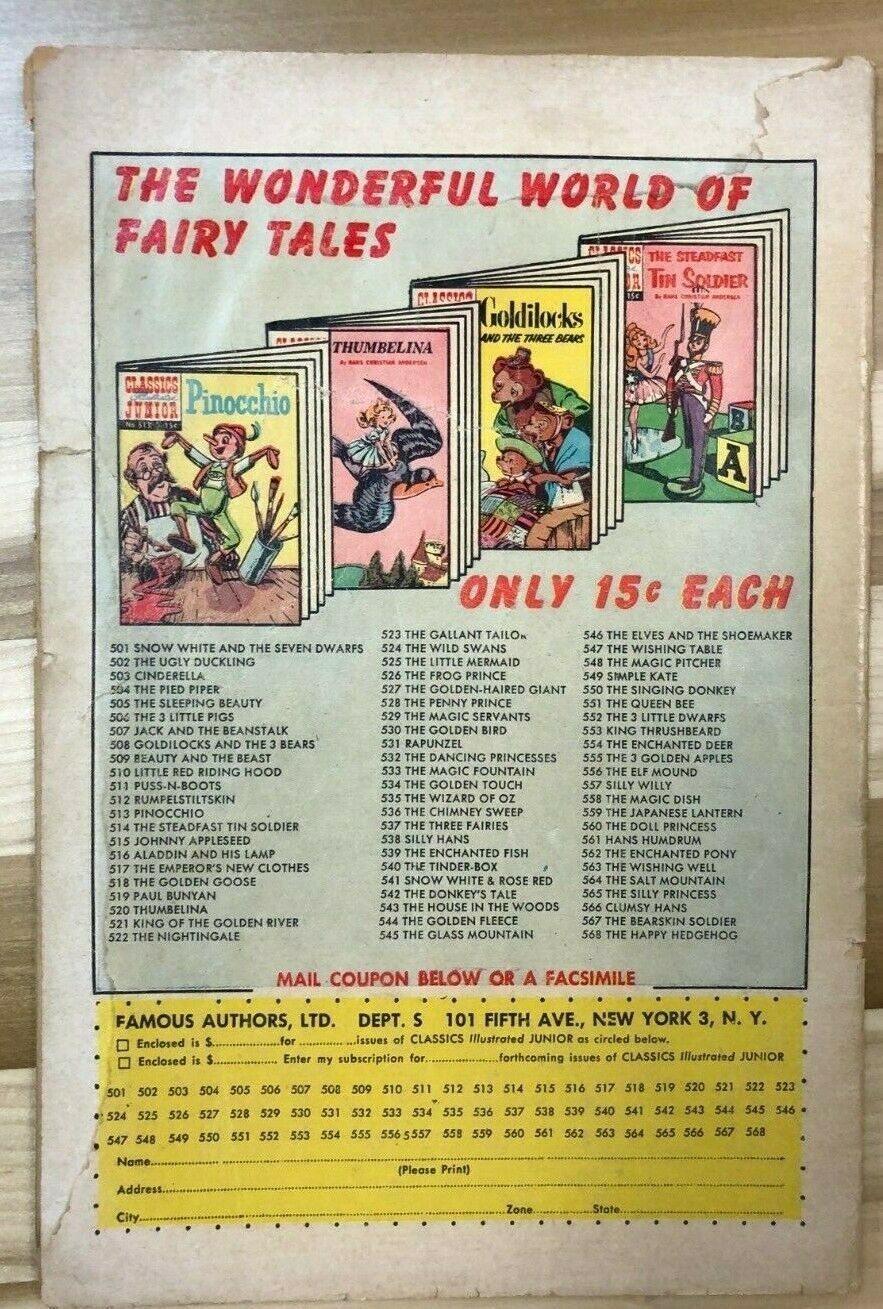 THE WONDERFUL WORLD OF
FAIRY TALES
CLASSICS
Illustrated
JUNIOR
No. 513 15¢
Pinocchio
CLASSICS
THUMBELINA
By HANS CHRISTIAN ANDERSEN
CLASSICS
Goldilocks
AND THE THREE BEARS
CLASSICS
15¢
THE STEADFAST
TIN SOLDIER
By HANS CHRISTIAN ANDERSEN
B
A
ONLY 15¢ EACH
501 SNOW WHITE AND THE SEVEN DWARFS
502 THE UGLY DUCKLING
503 CINDERELLA
504 THE PIED PIPER
505 THE SLEEPING BEAUTY
506 THE 3 LITTLE PIGS
507 JACK AND THE BEANSTALK
508 GOLDILOCKS AND THE 3 BEARS
509 BEAUTY AND THE BEAST
510 LITTLE RED RIDING HOOD
511 PUSS-N-BOOTS
512 RUMPELSTILTSKIN
513 PINOCCHIO
514 THE STEADFAST TIN SOLDIER
515 JOHNNY APPLESEED
516 ALADDIN AND HIS LAMP
517 THE EMPEROR'S NEW CLOTHES
518 THE GOLDEN GOOSE
519 PAUL BUNYAN
520 THUMBELINA
521 KING OF THE GOLDEN RIVER
522 THE NIGHTINGALE
523 THE GALLANT TAILOR
524 THE WILD SWANS
525 THE LITTLE MERMAID
526 THE FROG PRINCE
527 THE GOLDEN-HAIRED GIANT
528 THE PENNY PRINCE
529 THE MAGIC SERVANTS
530 THE GOLDEN BIRD
531 RAPUNZEL
532 THE DANCING PRINCESSES
533 THE MAGIC FOUNTAIN
534 THE GOLDEN TOUCH
535 THE WIZARD OF OZ
536 THE CHIMNEY SWEEP
537 THE THREE FAIRIES
538 SILLY HANS
539 THE ENCHANTED FISH
540 THE TINDER-BOX
541 SNOW WHITE & ROSE RED
542 THE DONKEY'S TALE
543 THE HOUSE IN THE WOODS
544 THE GOLDEN FLEECE
545 THE GLASS MOUNTAIN
546 THE ELVES AND THE SHOEMAKER
547 THE WISHING TABLE
548 THE MAGIC PITCHER
549 SIMPLE KATE
550 THE SINGING DONKEY
551 THE QUEEN BEE
552 THE 3 LITTLE DWARFS
553 KING THRUSHBEARD
554 THE ENCHANTED DEER
555 THE 3 GOLDEN APPLES
556 THE ELF MOUND
557 SILLY WILLY
558 THE MAGIC DISH
559 THE JAPANESE LANTERN
560 THE DOLL PRINCESS
561 HANS HUMDRUM
562 THE ENCHANTED PONY
563 THE WISHING WELL
564 THE SALT MOUNTAIN
565 THE SILLY PRINCESS
566 CLUMSY HANS
567 THE BEARSKIN SOLDIER
568 THE HAPPY HEDGEHOG
MAIL COUPON BELOW OR A FACSIMILE
FAMOUS AUTHORS, LTD. DEPT. S 101 FIFTH AVE., NEW YORK 3, N. Y.
Enclosed is $....................for ..............issues of CLASSICS Illustrated JUNIOR as circled below.
Enclosed is $.................... Enter my subscription for.....................forthcoming issues of CLASSICS Illustrated JUNIOR
501 502 503 504 505 506 507 508 509 510 511 512 513 514 515 516 517 518 519 520 521 522 523
524 525 526 527 528 529 530 531 532 533 534 535 536 537 538 539 540 541 542 543 544 545 546
547 548 549 550 551 552 553 554 555 556 5557 558 559 560 561 562 563 564 565 566 567 568
Name........................................
(Please Print)
Address........................................
City........................................Zone..........State....................